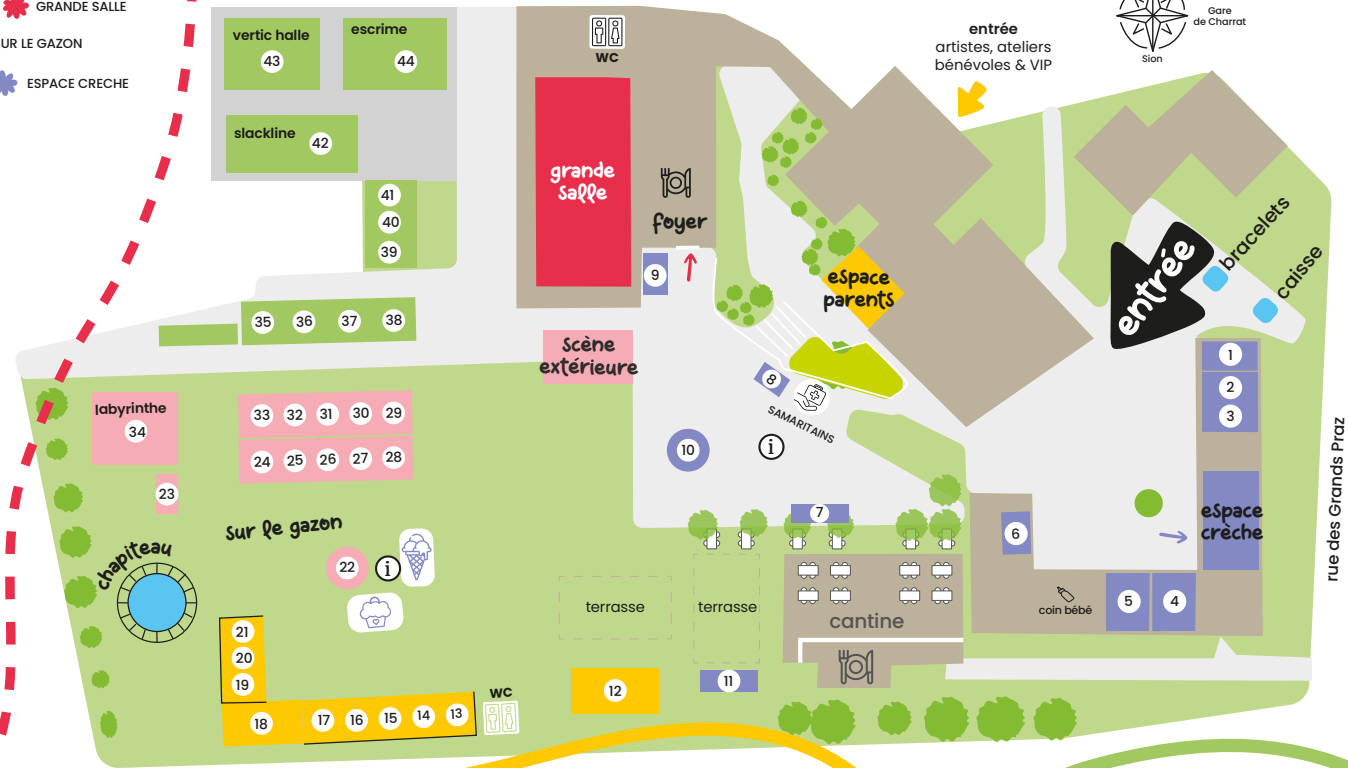 GRANDE SALLE
UR LE GAZON
ESPACE CRECHE
vertic halle
43
escrime
44
slackline
42
41
40
39
35
36
37
38
WC
grande
salle
foyer
9
scène
extérieure
entrée
artistes, ateliers
bénévoles & VIP
Gare
de Charrat
Sion
espace
parents
entrée
bracelets
caisse
1
2
3
8
SAMARITAINS
i
10
7
6
espace
crèche
coin bébé
5
4
rue des Grands Praz
labyrinthe
34
33
32
31
30
29
24
25
26
27
28
23
sur le gazon
chapiteau
22
i
terrasse
terrasse
cantine
21
20
19
18
17
16
15
14
13
WC
12
11